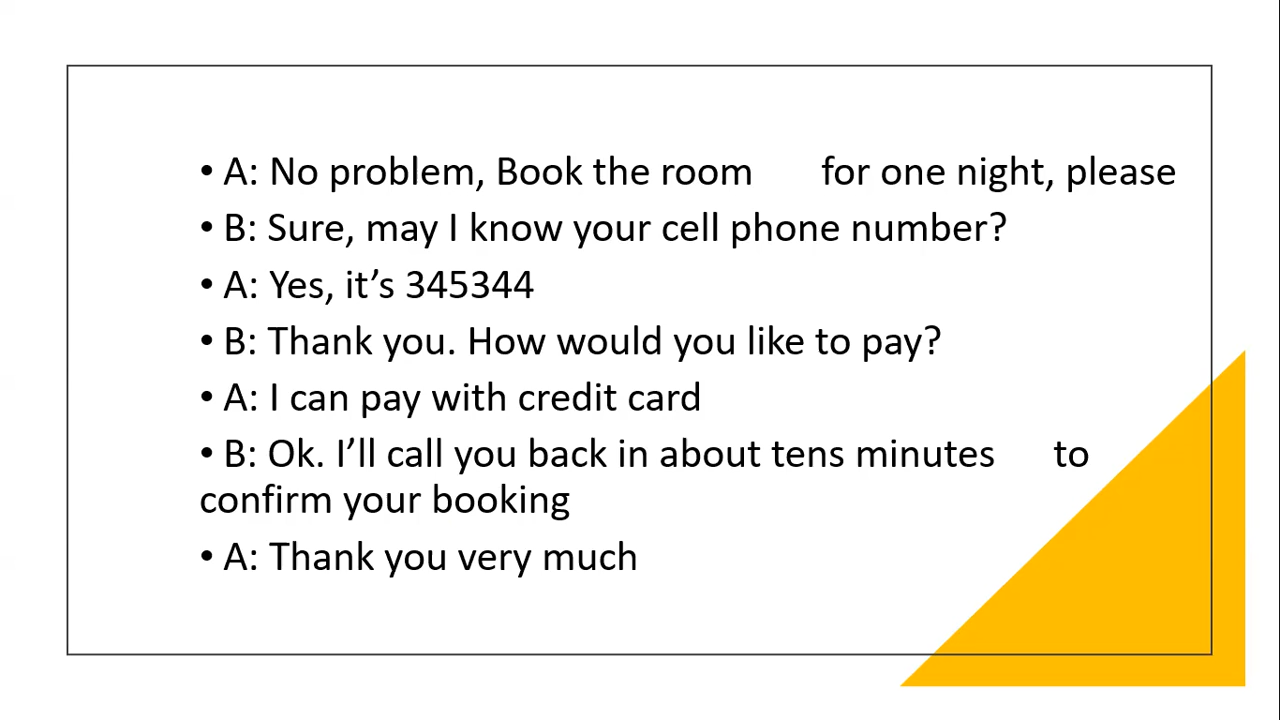 • A: No problem, Book the room for one night, please
• B: Sure, may I know your cell phone number?
• A: Yes, it’s 345344
• B: Thank you. How would you like to pay?
• A: I can pay with credit card
• B: Ok. I’ll call you back in about tens minutes to
confirm your booking
• A: Thank you very much